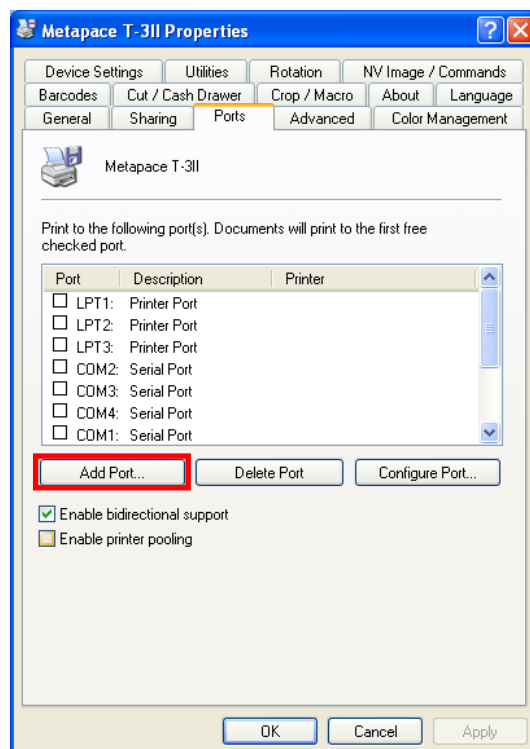 Metapace T-3II Properties
Device Settings Utilities Rotation NV Image / Commands
Barcodes Cut / Cash Drawer Crop / Macro About Language
General Sharing Ports Advanced Color Management
Metapace T-3II
Print to the following port(s). Documents will print to the first free
checked port.
Port Description Printer
LPT1: Printer Port
LPT2: Printer Port
LPT3: Printer Port
COM2: Serial Port
COM3: Serial Port
COM4: Serial Port
COM1: Serial Port
Add Port... Delete Port Configure Port...
Enable bidirectional support
Enable printer pooling
OK Cancel Apply